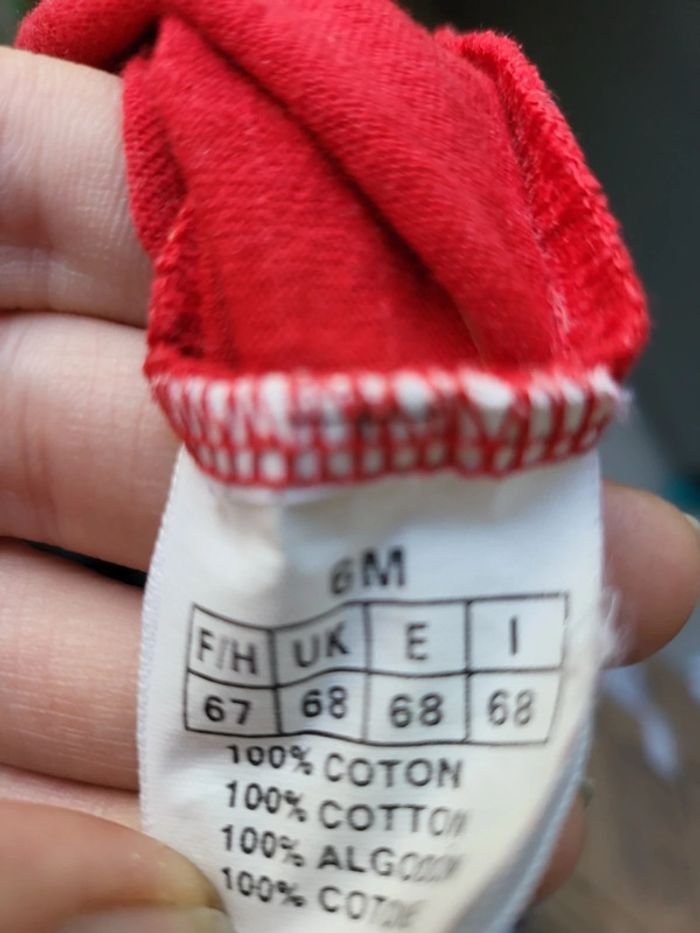 6M
F/H UK E I
67 68 68 68
100% COTON
100% COTTON
100% ALGODON
100% COTONE